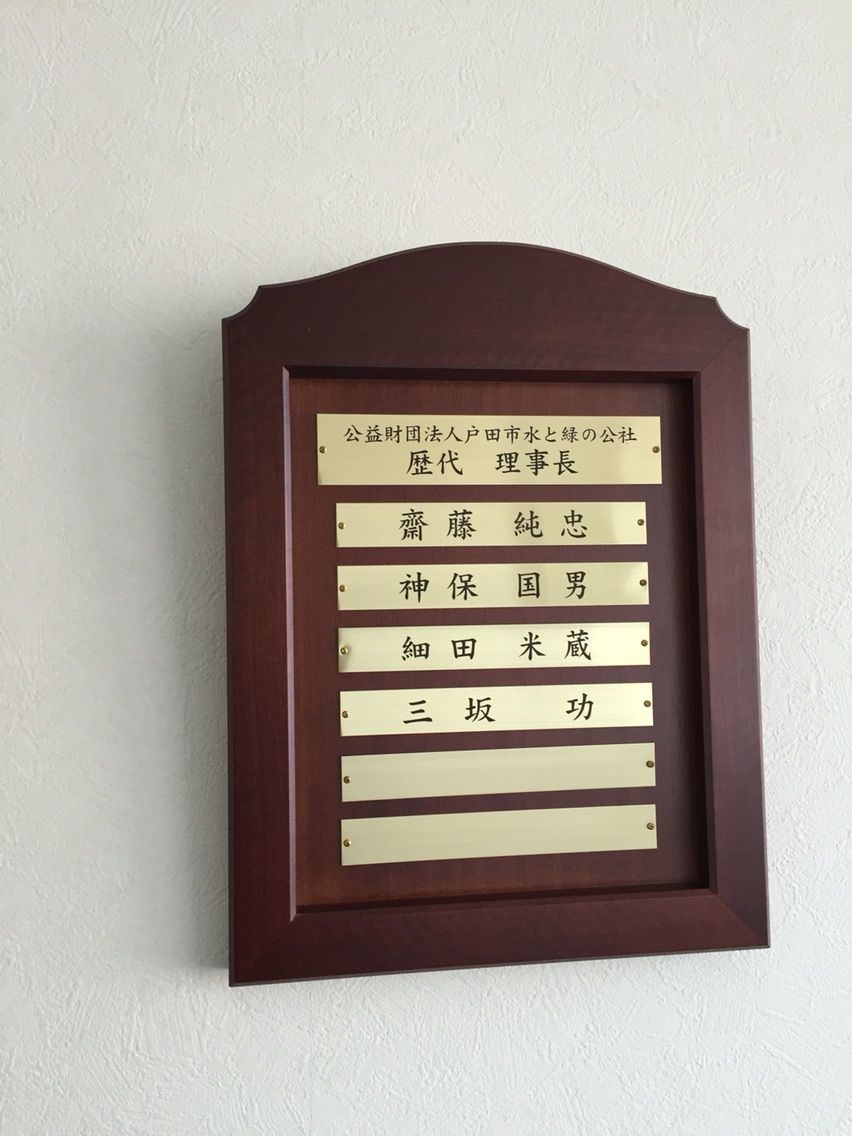 公益財団法人戸田市水と緑の公社
歴代　理事長
齋藤　純忠
神保　国男
細田　米蔵
三坂　功